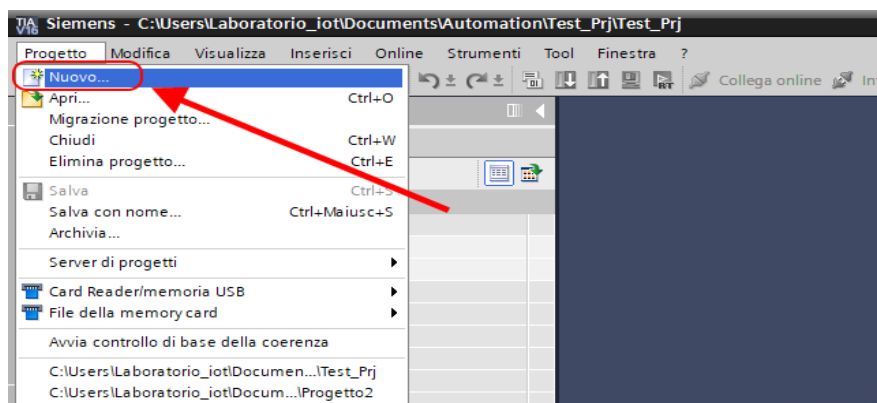 TIA V16 Siemens - C:\Users\Laboratorio_iot\Documents\Automation\Test_Prj\Test_Prj
Progetto Modifica Visualizza Inserisci Online Strumenti Tool Finestra ?
Nuovo...
Collega online
Apri... Ctrl+O
Migrazione progetto...
Chiudi Ctrl+W
Elimina progetto... Ctrl+E
Salva Ctrl+S
Salva con nome... Ctrl+Maiusc+S
Archivia...
Server di progetti
Card Reader/memoria USB
File della memory card
Avvia controllo di base della coerenza
C:\Users\Laboratorio_iot\Documen...\Test_Prj
C:\Users\Laboratorio_iot\Docum...\Progetto2